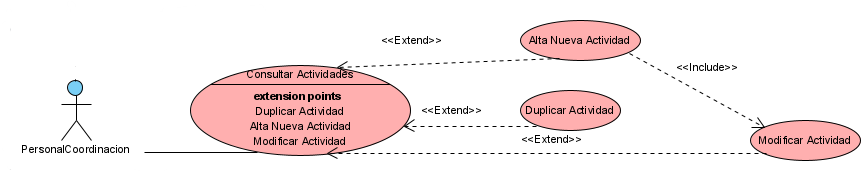 <<Extend>>
Alta Nueva Actividad
<<Include>>
Consultar Actividades
extension points
Duplicar Actividad
Alta Nueva Actividad
Modificar Actividad
<<Extend>>
Duplicar Actividad
<<Extend>>
Modificar Actividad
PersonalCoordinacion